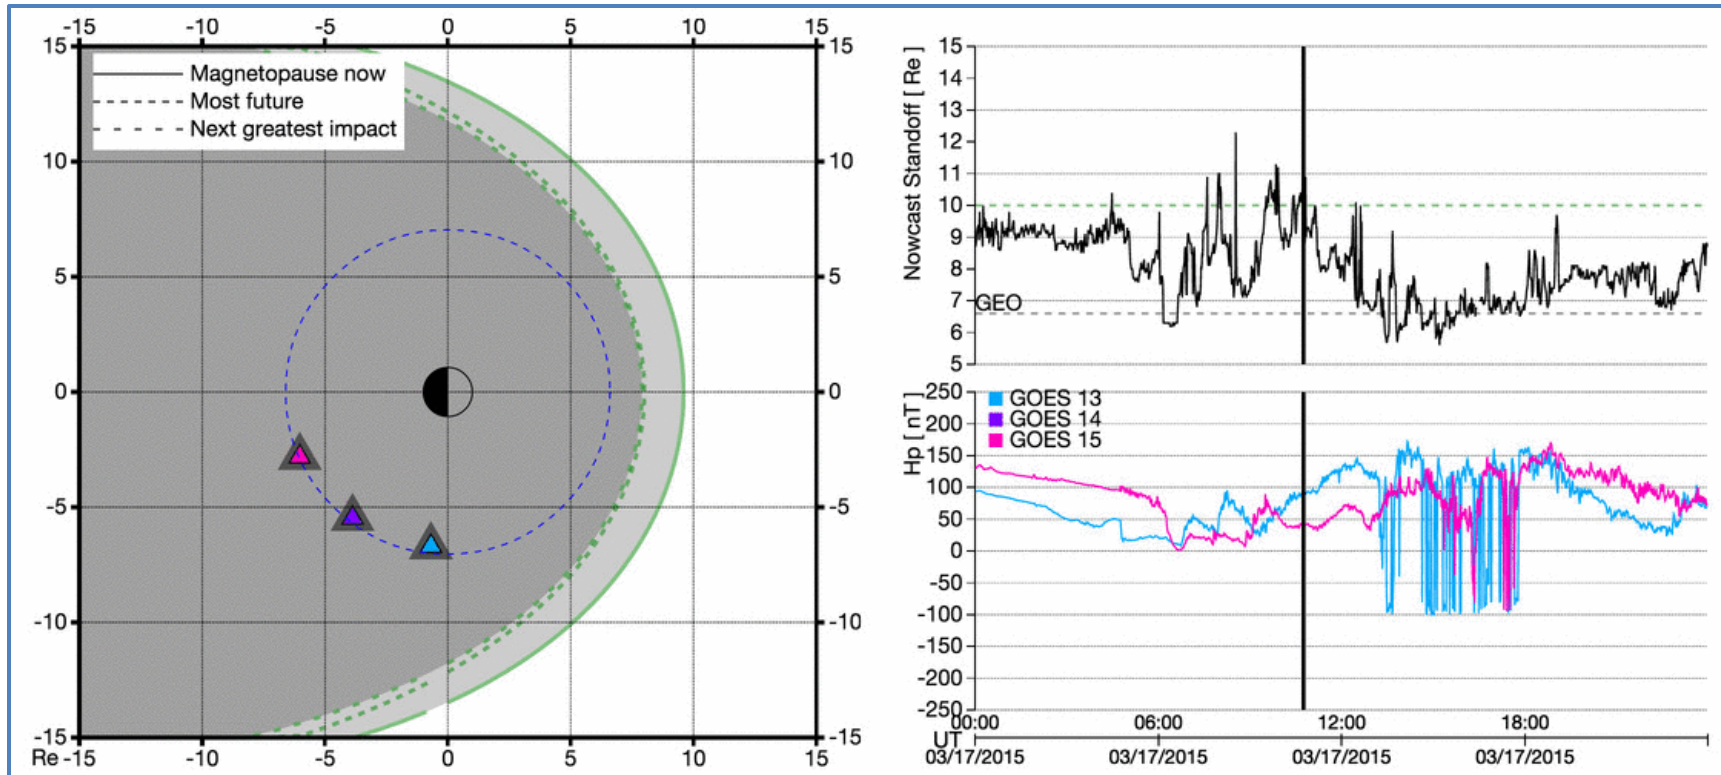 -15 -10 -5 0 5 10 15
15 15
Magnetopause now
Most future
Next greatest impact
10 10
5 5
0 0
-5 -5
-10 -10
-15 -15
Re -15 -10 -5 0 5 10 15
Nowcast Standoff [ Re ]
15
14
13
12
11
10
9
8
7
GEO
6
5
Hp [ nT ]
250
GOES 13
200
GOES 14
GOES 15
150
100
50
0
-50
-100
-150
-200
-250
00:00 06:00 12:00 18:00
UT
03/17/2015 03/17/2015 03/17/2015 03/17/2015